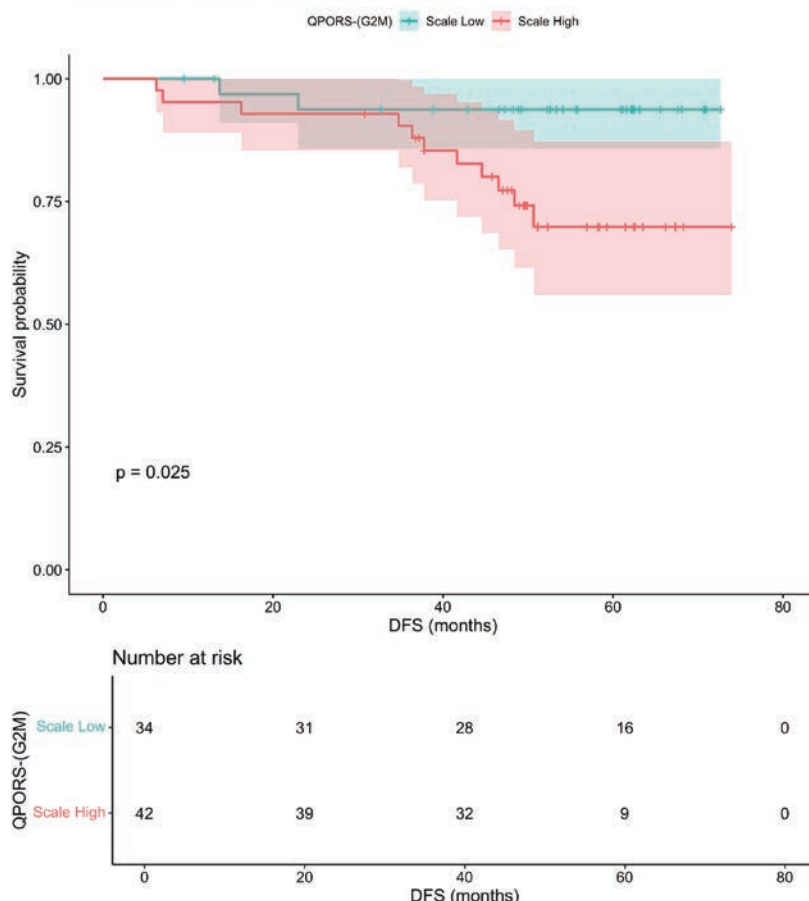 QPORS-(G2M) Scale Low Scale High
1.00
0.75
0.50
0.25
0.00
Survival probability
p = 0.025
0 20 40 60 80
DFS (months)
Number at risk
QPORS-(G2M)
Scale Low 34 31 28 16 0
Scale High 42 39 32 9 0
0 20 40 60 80
DFS (months)